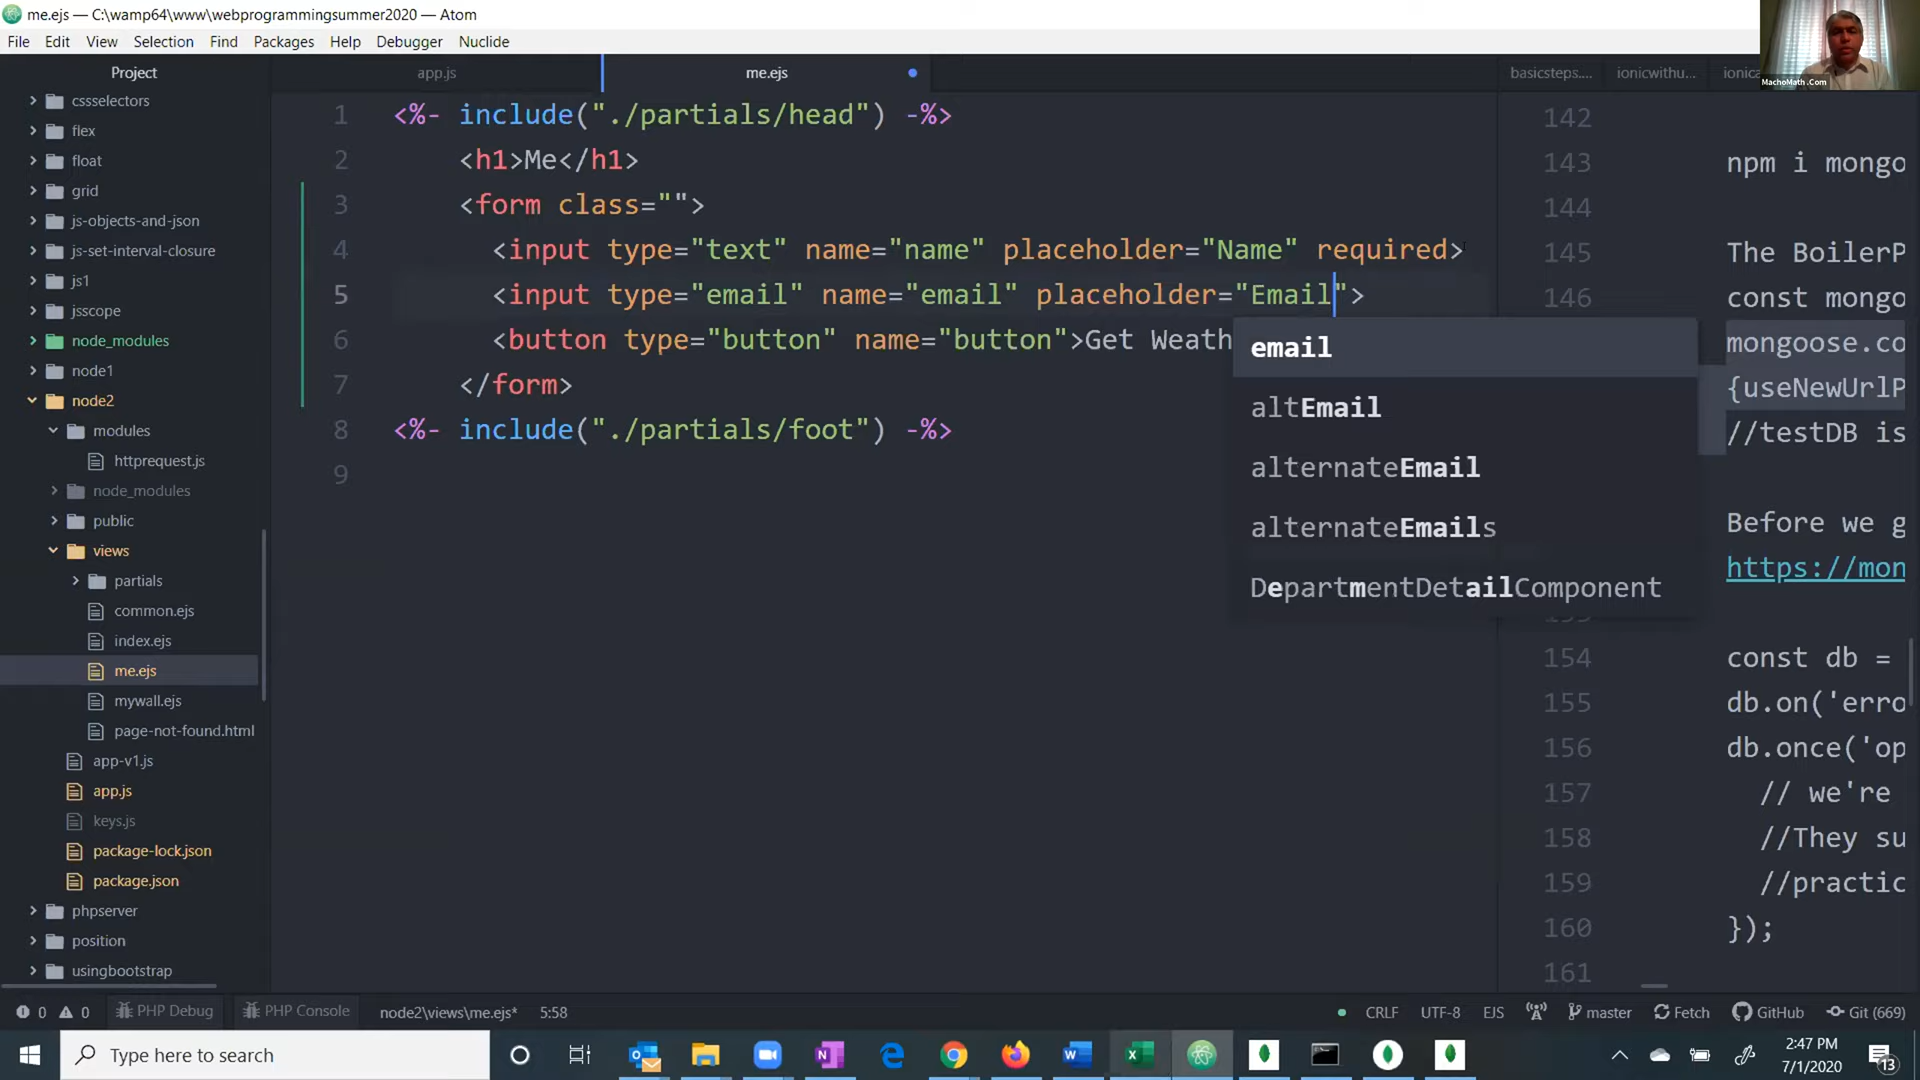 me.ejs — C:\wamp64\www\webprogrammingsummer2020 — Atom
File Edit View Selection Find Packages Help Debugger Nuclide
MachoMath .Com
Project
cssselectors
flex
float
grid
js-objects-and-json
js-set-interval-closure
js1
jsscope
node_modules
node1
node2
modules
httprequest.js
node_modules
public
views
partials
common.ejs
index.ejs
me.ejs
mywall.ejs
page-not-found.html
app-v1.js
app.js
keys.js
package-lock.json
package.json
phpserver
position
usingbootstrap
app.js
me.ejs
1 <%- include("./partials/head") -%>
2 <h1>Me</h1>
3 <form class="">
4 <input type="text" name="name" placeholder="Name" required>
5 <input type="email" name="email" placeholder="Email">
6 <button type="button" name="button">Get Weath
7 </form>
8 <%- include("./partials/foot") -%>
9
email
altEmail
alternateEmail
alternateEmails
DepartmentDetailComponent
basicsteps.... ionicwithu... ionica
142
143 npm i mongo
144
145 The BoilerP
146 const mongo
mongoose.co
{useNewUrlP
//testDB is
Before we g
https://mon
154 const db =
155 db.on('erro
156 db.once('op
157 // we're
158 //They su
159 //practic
160 });
161
0 0 PHP Debug PHP Console node2\views\me.ejs* 5:58 CRLF UTF-8 EJS master Fetch GitHub Git (669)
Type here to search
2:47 PM
7/1/2020
13